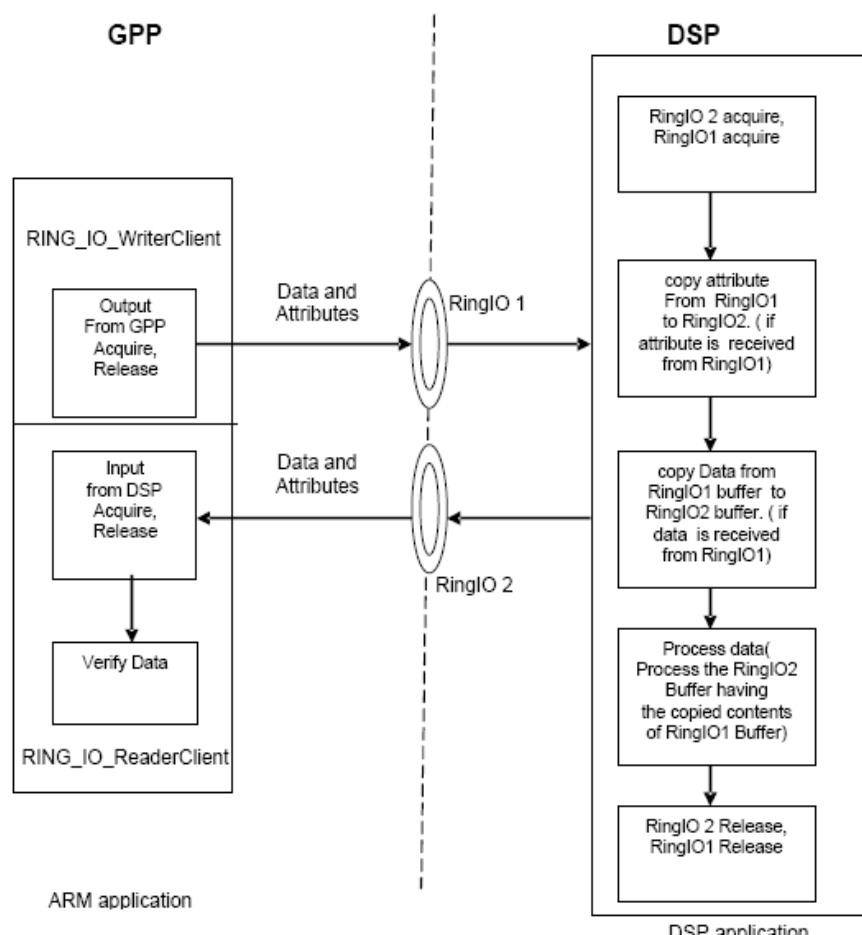 GPP
DSP
RingIO 2 acquire,
RingIO1 acquire
RING_IO_WriterClient
Output
From GPP
Acquire,
Release
Data and
Attributes
RingIO 1
copy attribute
From RingIO1
to RingIO2. ( if
attribute is received
from RingIO1)
Input
from DSP
Acquire,
Release
Data and
Attributes
RingIO 2
copy Data from
RingIO1 buffer to
RingIO2 buffer. ( if
data is received
from RingIO1)
Verify Data
RING_IO_ReaderClient
Process data(
Process the RingIO2
Buffer having
the copied contents
of RingIO1 Buffer)
RingIO 2 Release,
RingIO1 Release
ARM application
DSP application